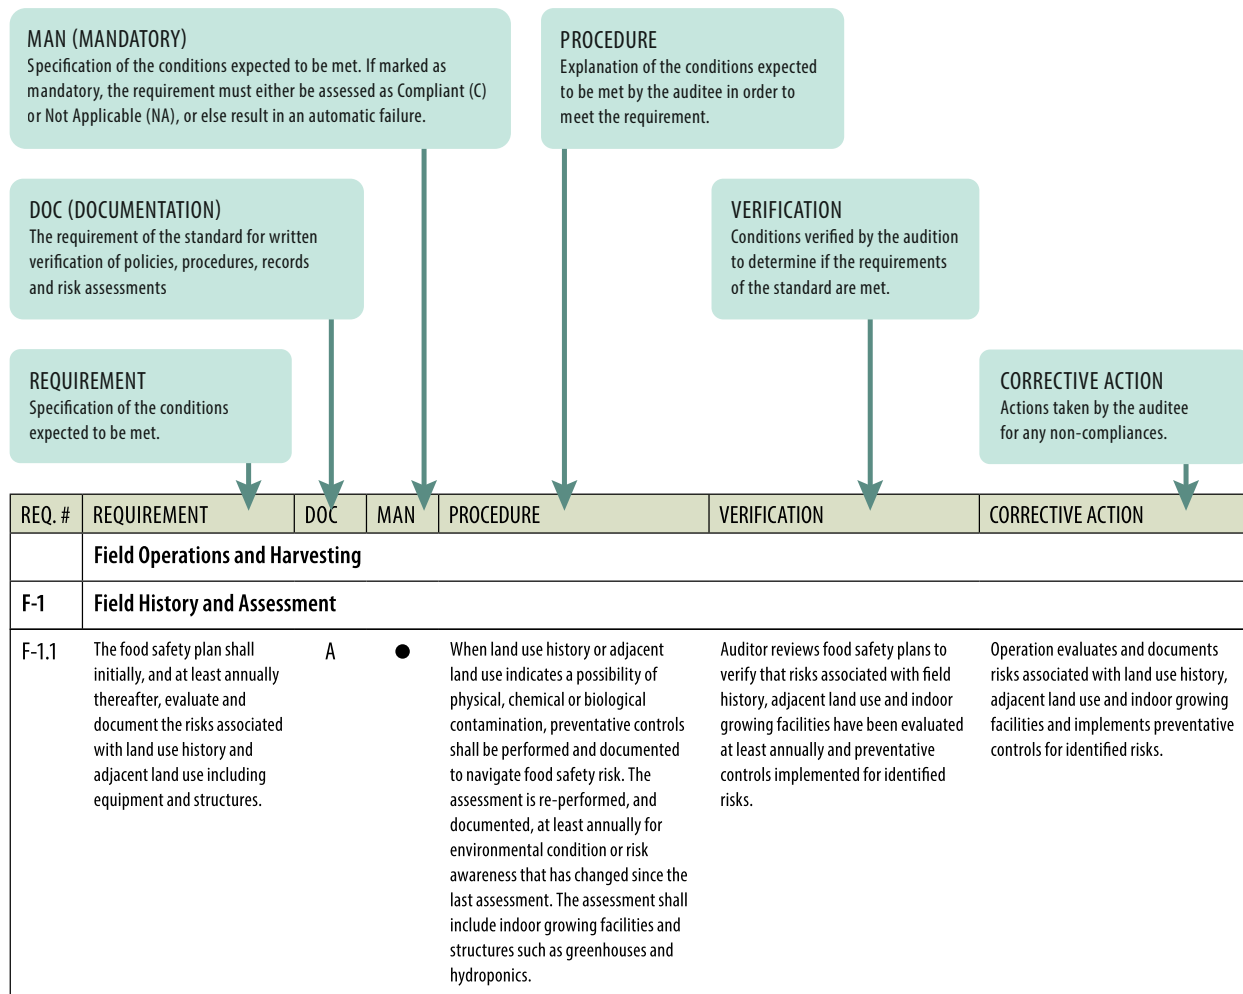 MAN (MANDATORY)
Specification of the conditions expected to be met. If marked as
mandatory, the requirement must either be assessed as Compliant (C)
or Not Applicable (NA), or else result in an automatic failure.
PROCEDURE
Explanation of the conditions expected
to be met by the auditee in order to
meet the requirement.
DOC (DOCUMENTATION)
The requirement of the standard for written
verification of policies, procedures, records
and risk assessments
VERIFICATION
Conditions verified by the audition
to determine if the requirements
of the standard are met.
REQUIREMENT
Specification of the conditions
expected to be met.
CORRECTIVE ACTION
Actions taken by the auditee
for any non-compliances.
REQ. # REQUIREMENT DOC MAN PROCEDURE VERIFICATION CORRECTIVE ACTION
Field Operations and Harvesting
F-1 Field History and Assessment
F-1.1
The food safety plan shall
initially, and at least annually
thereafter, evaluate and
document the risks associated
with land use history and
adjacent land use including
equipment and structures.
A
●
When land use history or adjacent
land use indicates a possibility of
physical, chemical or biological
contamination, preventative controls
shall be performed and documented
to navigate food safety risk. The
assessment is re-performed, and
documented, at least annually for
environmental condition or risk
awareness that has changed since the
last assessment. The assessment shall
include indoor growing facilities and
structures such as greenhouses and
hydroponics.
Auditor reviews food safety plans to
verify that risks associated with field
history, adjacent land use and indoor
growing facilities have been evaluated
at least annually and preventative
controls implemented for identified
risks.
Operation evaluates and documents
risks associated with land use history,
adjacent land use and indoor growing
facilities and implements preventative
controls for identified risks.